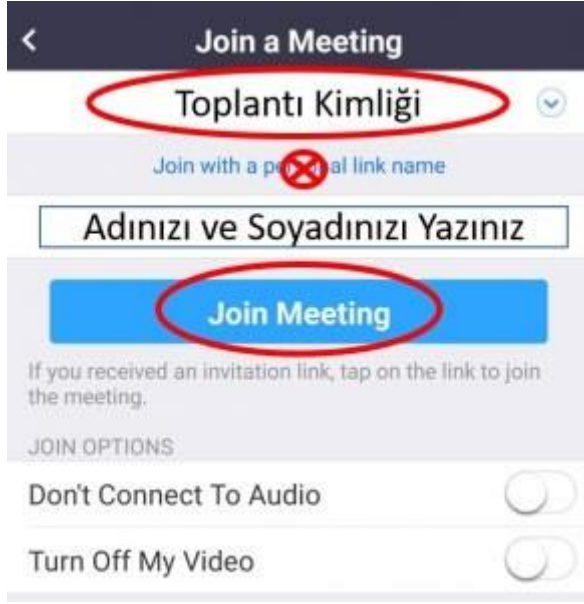 Join a Meeting
Toplantı Kimliği
Join with a pe al link name
Adınızı ve Soyadınızı Yazınız
Join Meeting
If you received an invitation link, tap on the link to join
the meeting.
JOIN OPTIONS
Don't Connect To Audio
Turn Off My Video